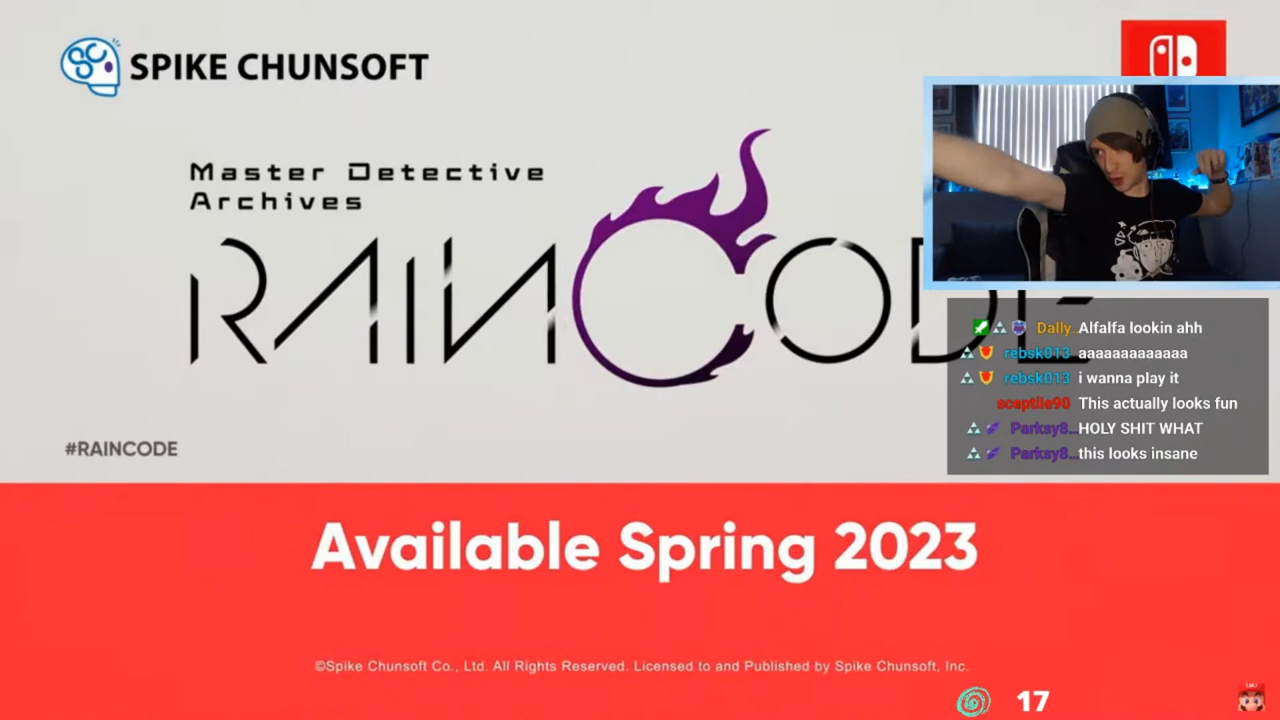 SPIKE CHUNSOFT
Master Detective
Archives
RAINCODE
#RAINCODE
Dally.. Alfalfa lookin ahh
rebsk013 aaaaaaaaaaaaa
rebsk013 i wanna play it
sceptile90 This actually looks fun
Parksy8... HOLY SHIT WHAT
Parksy8... this looks insane
Available Spring 2023
©Spike Chunsoft Co., Ltd. All Rights Reserved. Licensed to and Published by Spike Chunsoft, Inc.
17